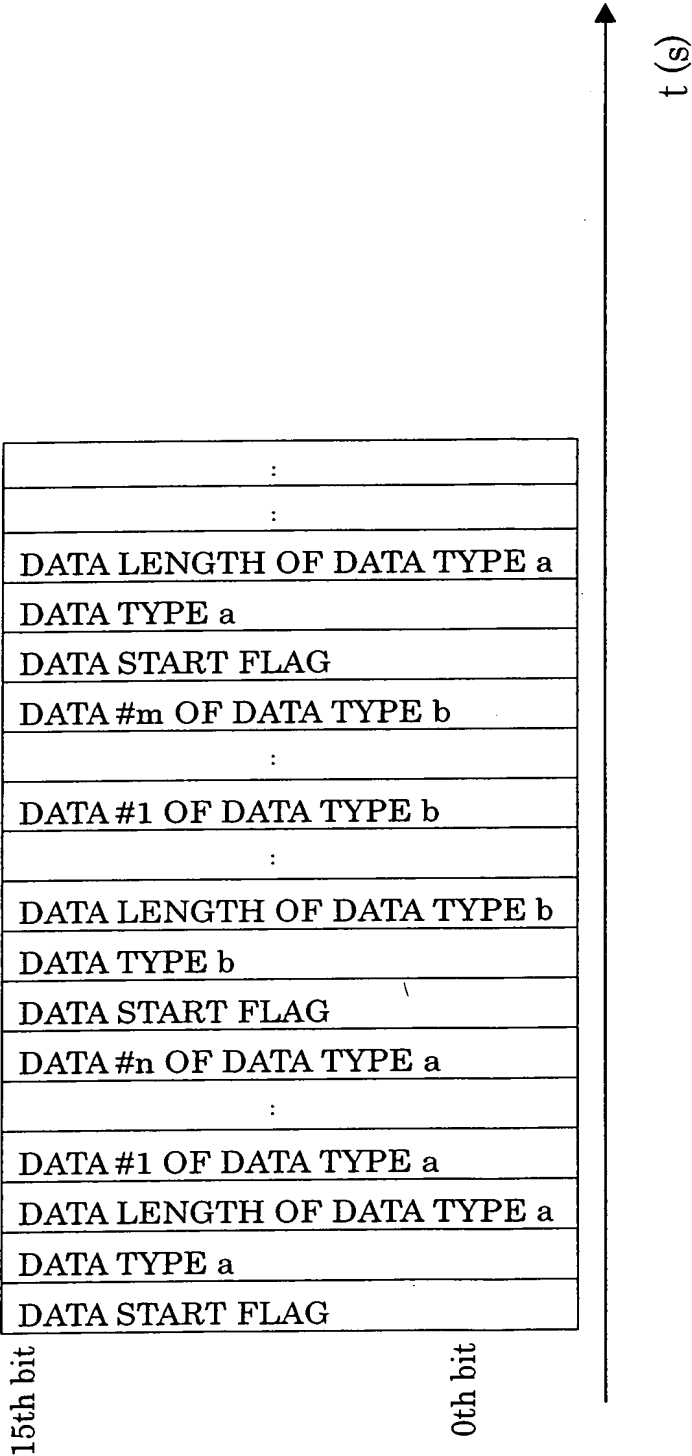 t (s)
:
:
DATA LENGTH OF DATA TYPE a
DATA TYPE a
DATA START FLAG
DATA #m OF DATA TYPE b
:
DATA #1 OF DATA TYPE b
:
DATA LENGTH OF DATA TYPE b
DATA TYPE b
DATA START FLAG
DATA #n OF DATA TYPE a
:
DATA #1 OF DATA TYPE a
DATA LENGTH OF DATA TYPE a
DATA TYPE a
DATA START FLAG
15th bit
0th bit